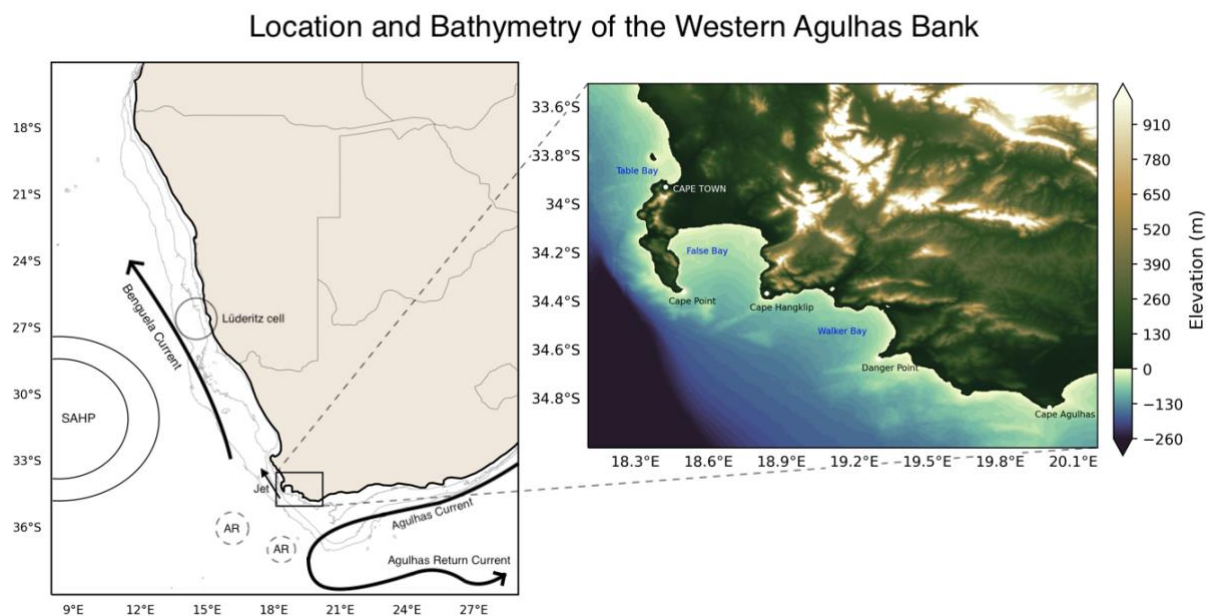 Location and Bathymetry of the Western Agulhas Bank
18°S
21°S
24°S
27°S
30°S
33°S
36°S
9°E
12°E
15°E
18°E
21°E
24°E
27°E
Benguela Current
Lüderitz cell
SAHP
Jet
AR
AR
Agulhas Current
Agulhas Return Current
33.6°S
33.8°S
34°S
34.2°S
34.4°S
34.6°S
34.8°S
18.3°E
18.6°E
18.9°E
19.2°E
19.5°E
19.8°E
20.1°E
Table Bay
CAPE TOWN
False Bay
Cape Point
Cape Hangklip
Walker Bay
Danger Point
Cape Agulhas
910
780
650
520
390
260
130
0
−130
−260
Elevation (m)